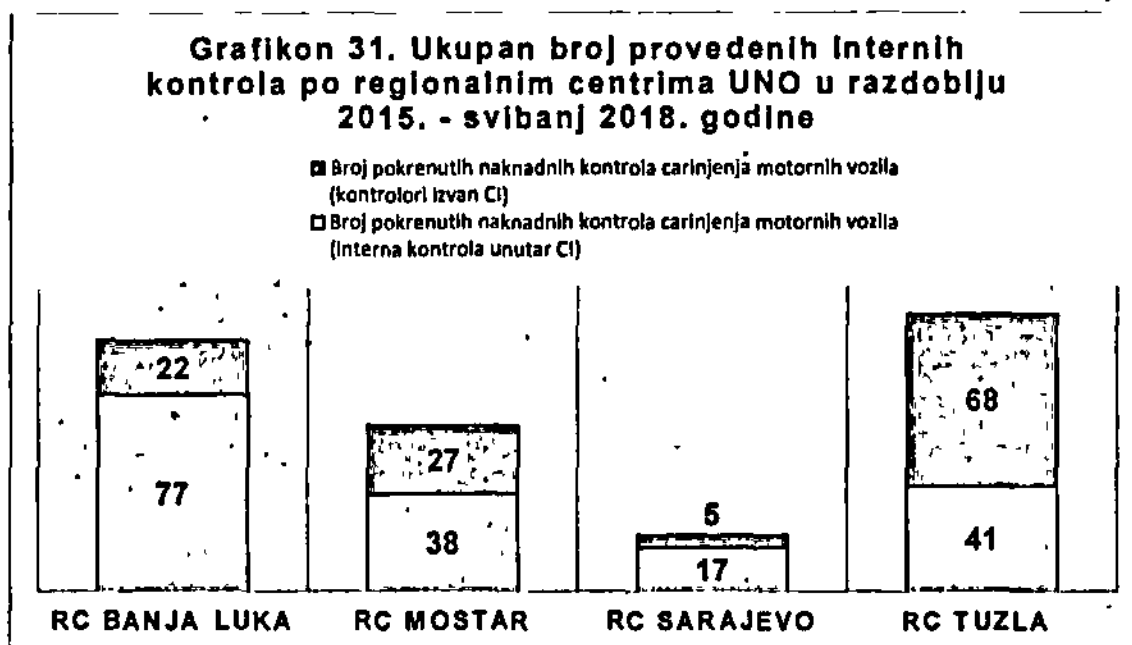 Grafikon 31. Ukupan broj provedenih internih
kontrola po regionalnim centrima UNO u razdoblju
2015. - svibanj 2018. godine
Broj pokrenutih naknadnih kontrola carinjenja motornih vozila
(kontrolori izvan CI)
Broj pokrenutih naknadnih kontrola carinjenja motornih vozila
(interna kontrola unutar CI)
22
77
27
38
5
17
68
41
RC BANJA LUKA
RC MOSTAR
RC SARAJEVO
RC TUZLA